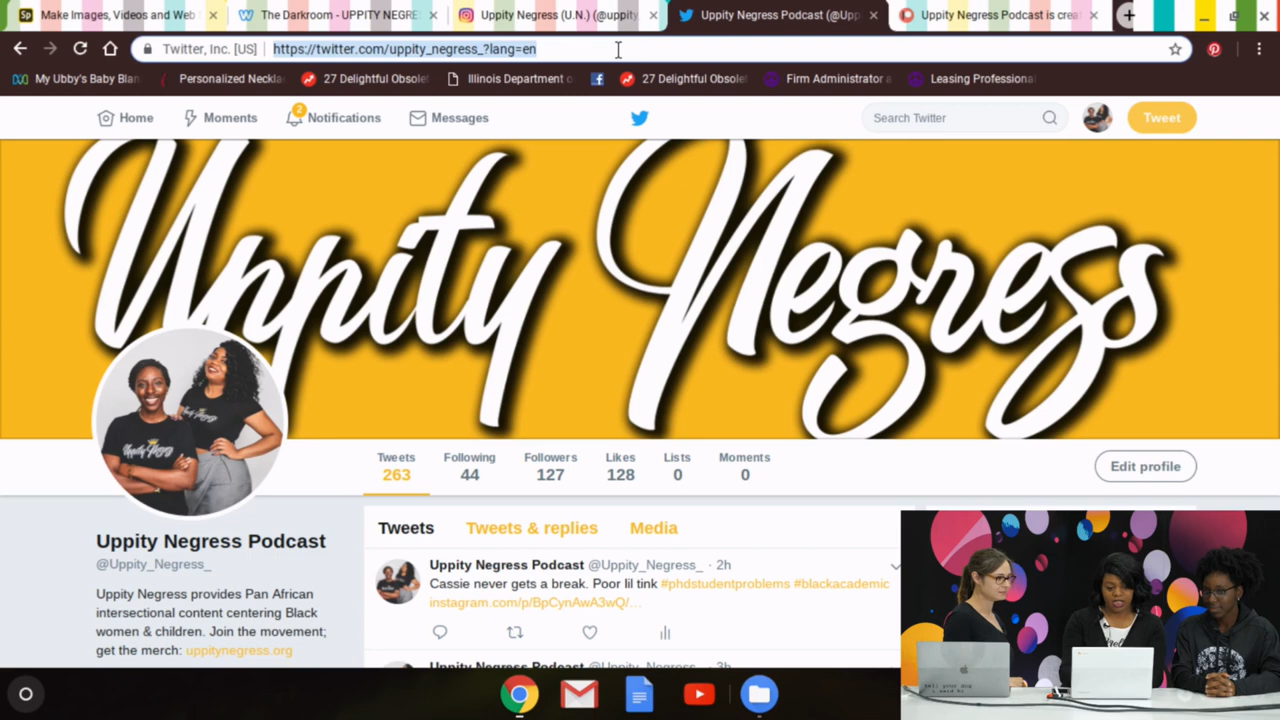 Make Images, Videos and Web
The Darkroom - UPPITY NEGRE
Uppity Negress (U.N.) (@uppity
Uppity Negress Podcast (@Upp
Uppity Negress Podcast is crea
Twitter, Inc. [US] https://twitter.com/uppity_negress_?lang=en
My Ubby's Baby Blan
Personalized Neckla
27 Delightful Obsolet
Illinois Department o
27 Delightful Obsolet
Firm Administrator a
Leasing Professiona
Home
Moments
2
Notifications
Messages
Search Twitter
Tweet
Uppity Negress
Tweets Following Followers Likes Lists Moments
263 44 127 128 0 0
Edit profile
Uppity Negress Podcast
@Uppity_Negress_
Uppity Negress provides Pan African
intersectional content centering Black
women & children. Join the movement;
get the merch: uppitynegress.org
Tweets Tweets & replies Media
Uppity Negress Podcast @Uppity_Negress_ · 2h
Cassie never gets a break. Poor lil tink #phdstudentproblems #blackacademic
instagram.com/p/BpCynAwA3wQ/…
Uppity Negress Podcast @Uppity_Negress_ · 3h